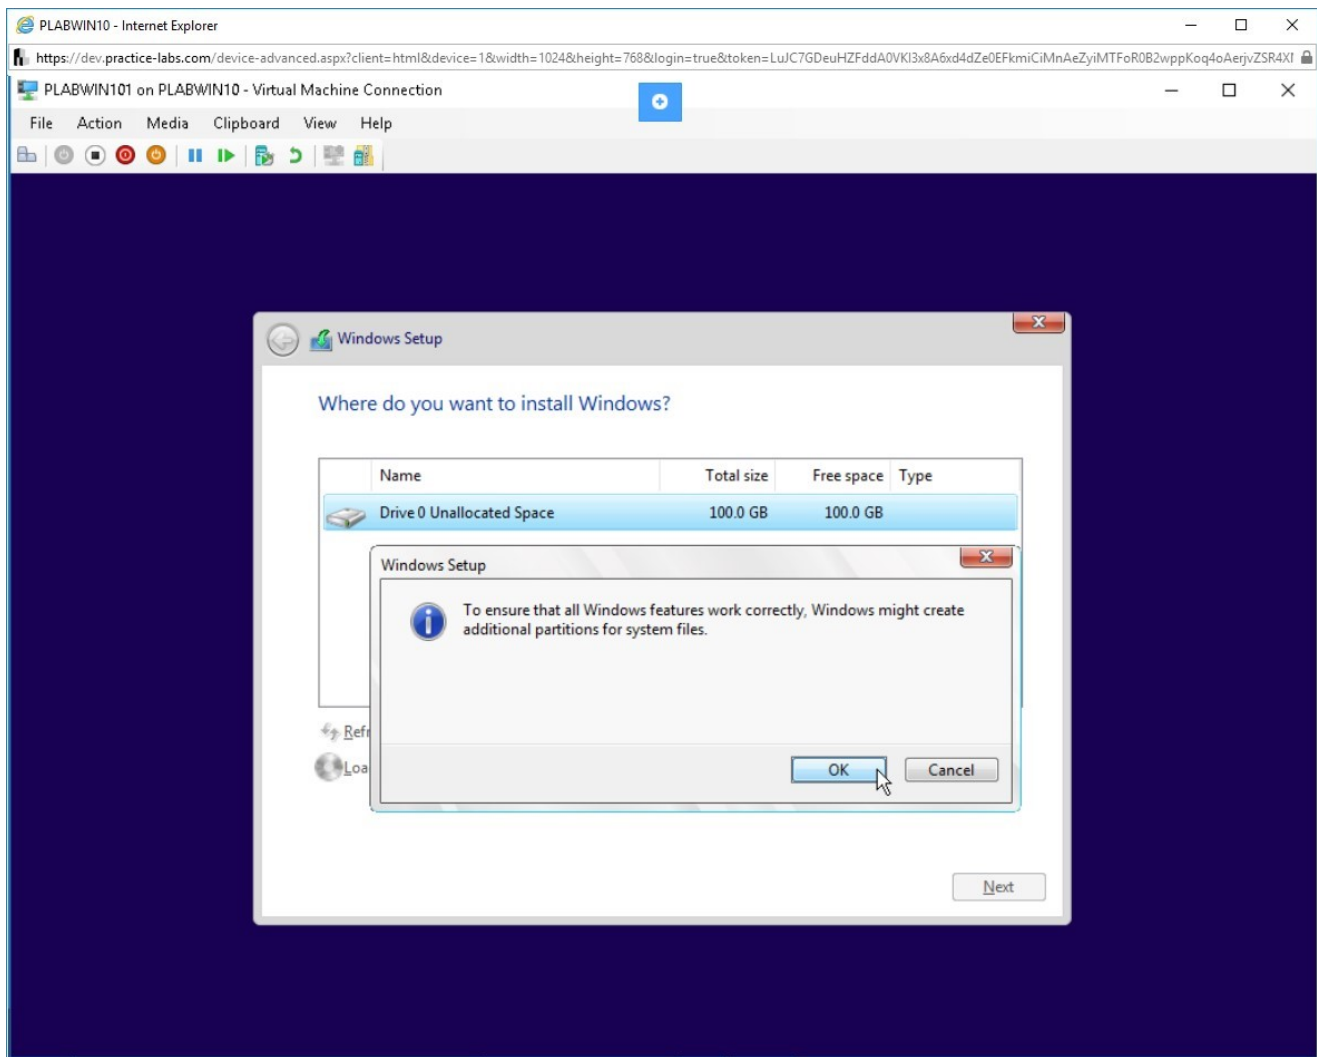 PLABWIN10 - Internet Explorer
https://dev.practice-labs.com/device-advanced.aspx?client=html&device=1&width=1024&height=768&login=true&token=LuJC7GDeuHZFddA0VKI3x8A6xd4dZe0EFkmiCiMnAeZyiMTFoR0B2wppKoq4oAerjvZSR4XI
PLABWIN101 on PLABWIN10 - Virtual Machine Connection
File Action Media Clipboard View Help
Windows Setup
Where do you want to install Windows?
Name Total size Free space Type
Drive 0 Unallocated Space 100.0 GB 100.0 GB
Windows Setup
To ensure that all Windows features work correctly, Windows might create
additional partitions for system files.
Refr
Loa
OK Cancel
Next